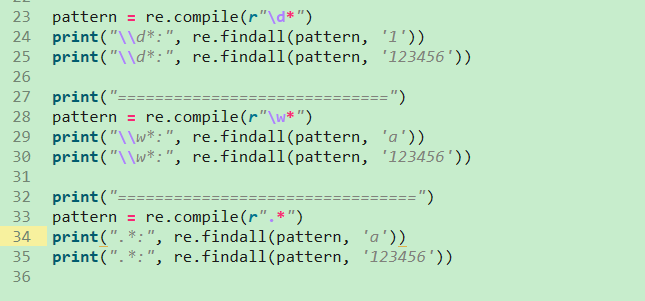 23 pattern = re.compile(r"\d*")
24 print("\\d*:", re.findall(pattern, '1'))
25 print("\\d*:", re.findall(pattern, '123456'))
26
27 print("=============================")
28 pattern = re.compile(r"\w*")
29 print("\\w*:", re.findall(pattern, 'a'))
30 print("\\w*:", re.findall(pattern, '123456'))
31
32 print("================================")
33 pattern = re.compile(r".*")
34 print(".*:", re.findall(pattern, 'a'))
35 print(".*:", re.findall(pattern, '123456'))
36